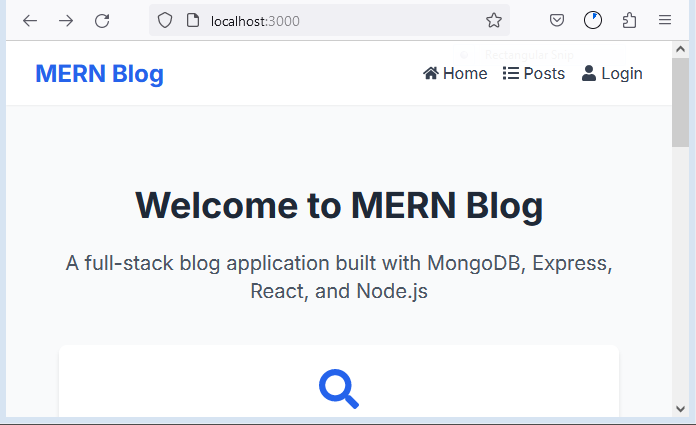 localhost:3000
MERN Blog
Home
Posts
Login
Welcome to MERN Blog
A full-stack blog application built with MongoDB, Express,
React, and Node.js